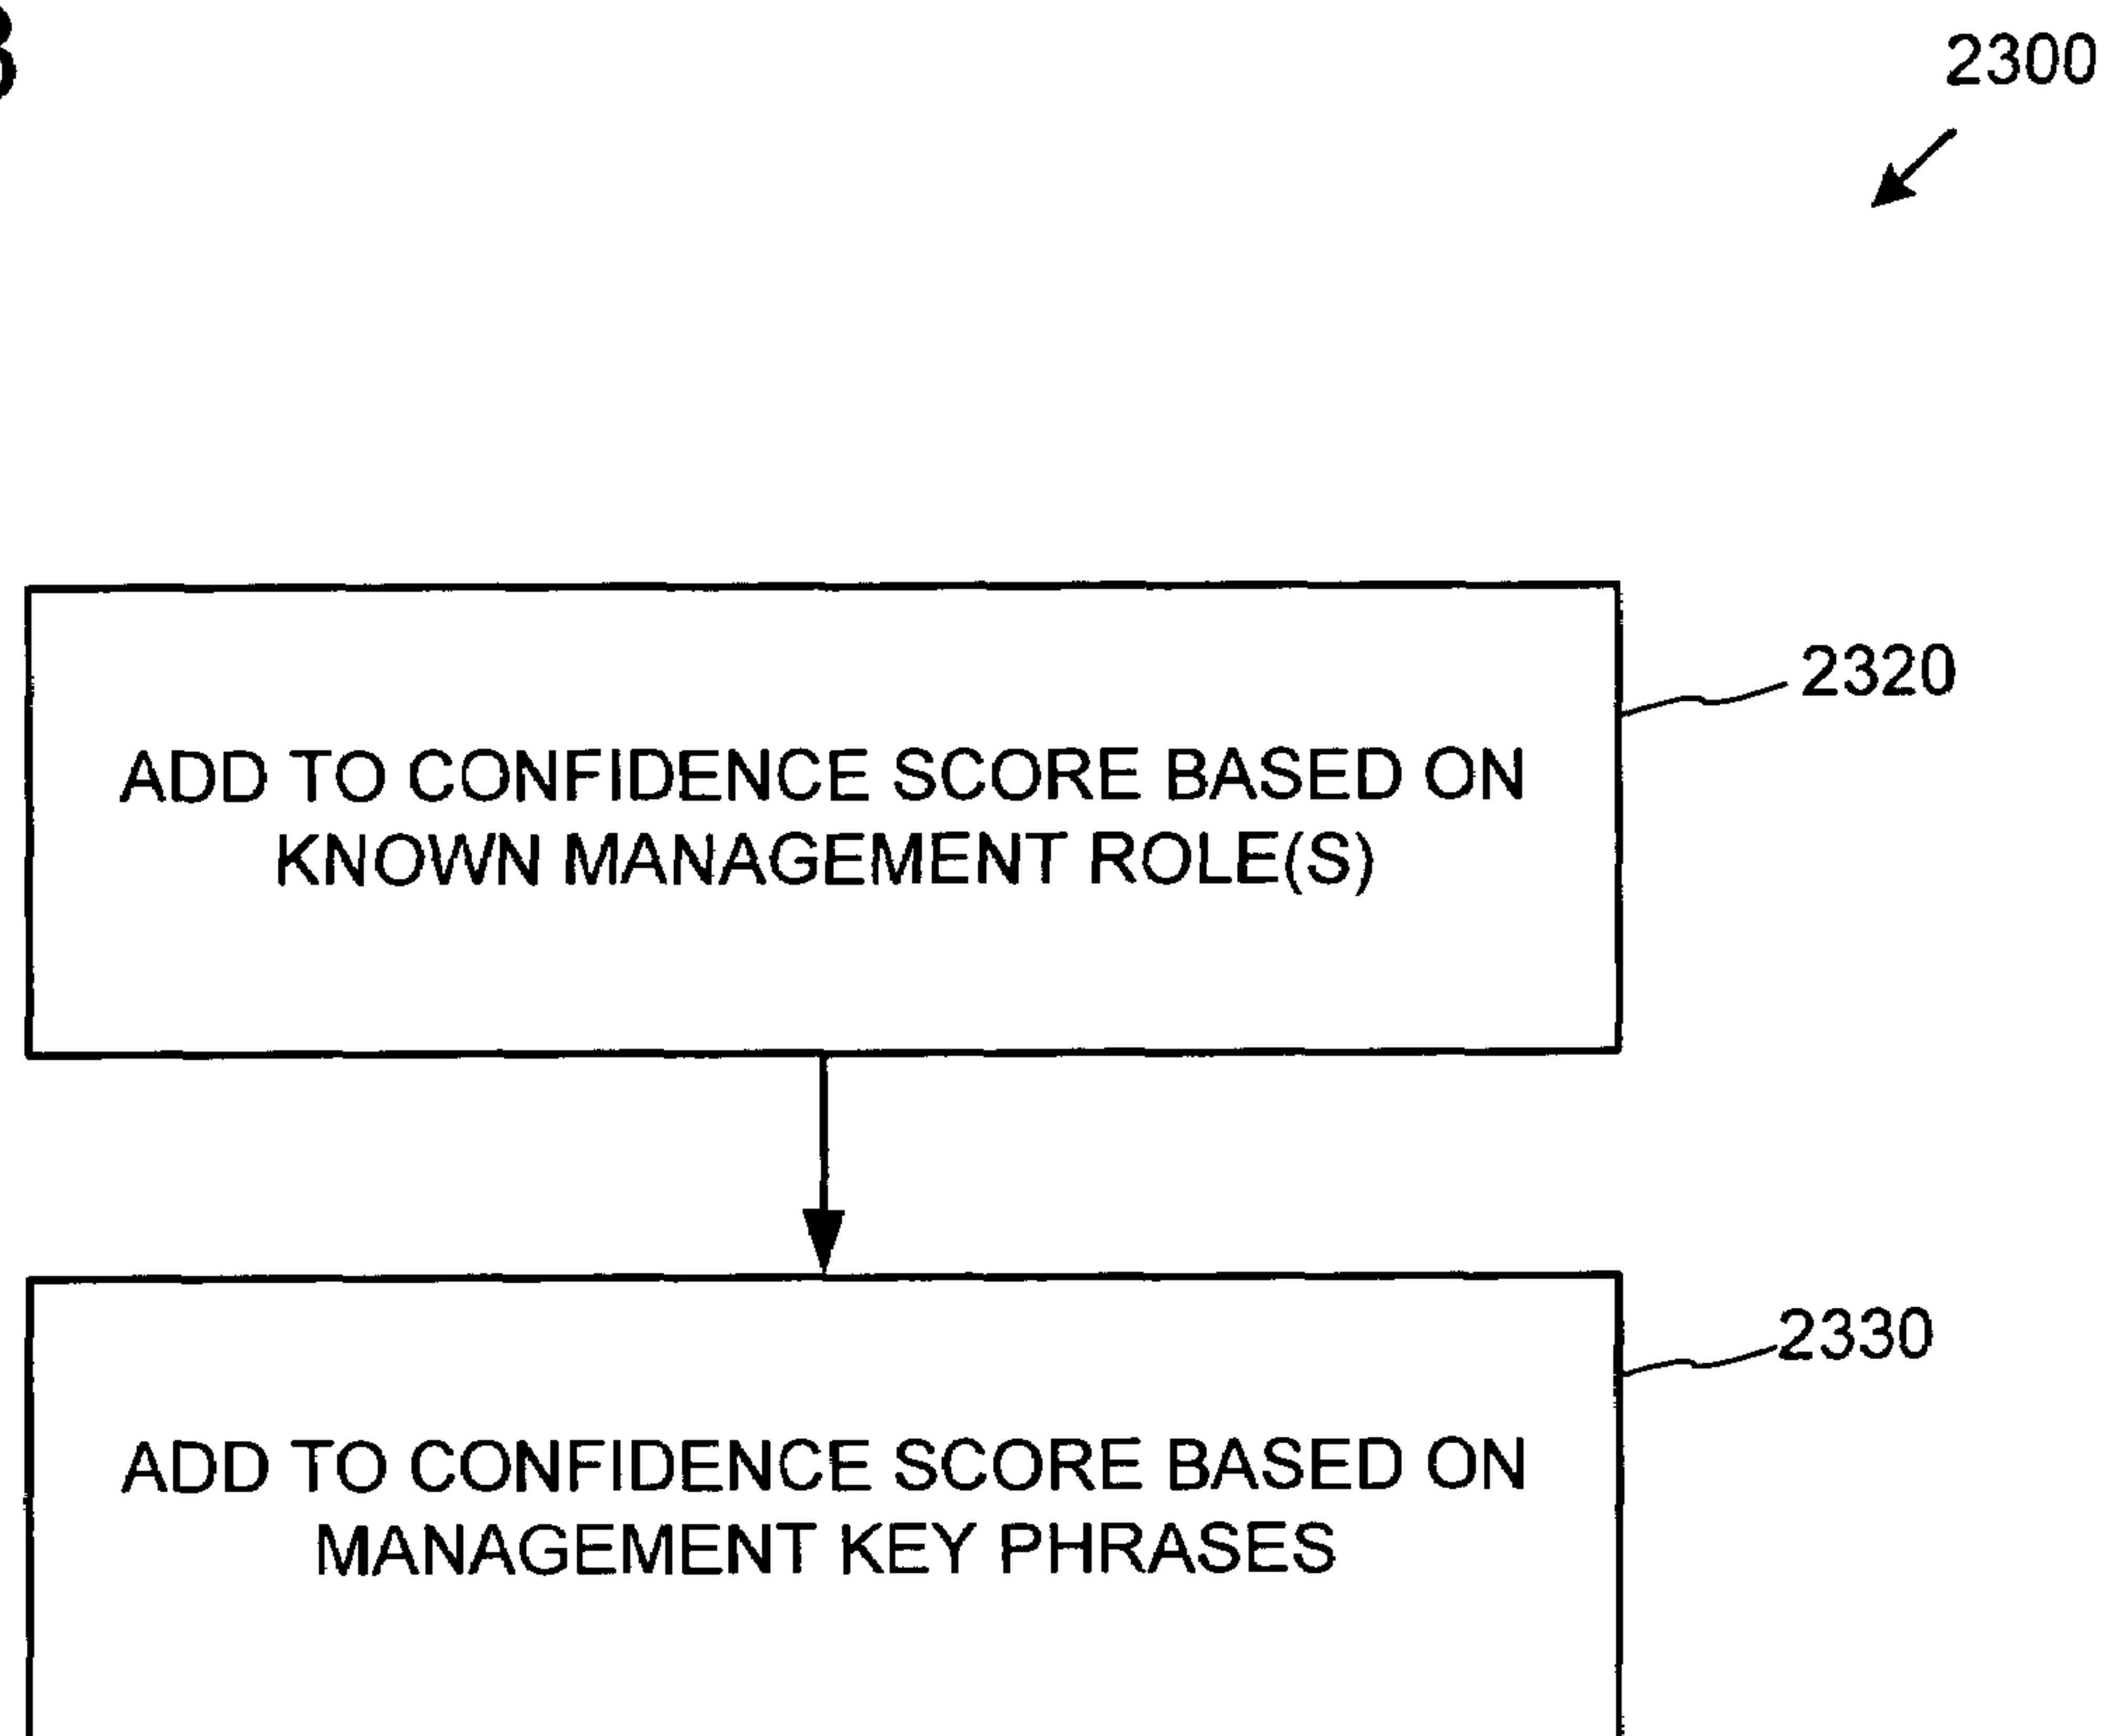 2300
2320
ADD TO CONFIDENCE SCORE BASED ON
KNOWN MANAGEMENT ROLE(S)
2330
ADD TO CONFIDENCE SCORE BASED ON
MANAGEMENT KEY PHRASES